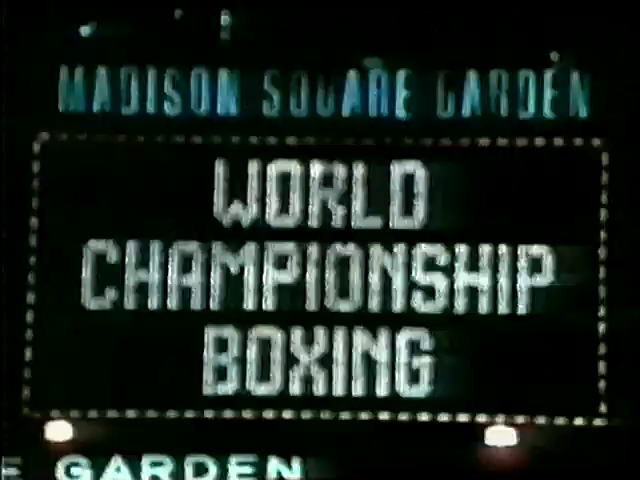 MADISON SQUARE GARDEN
WORLD
CHAMPIONSHIP
BOXING
E GARDEN